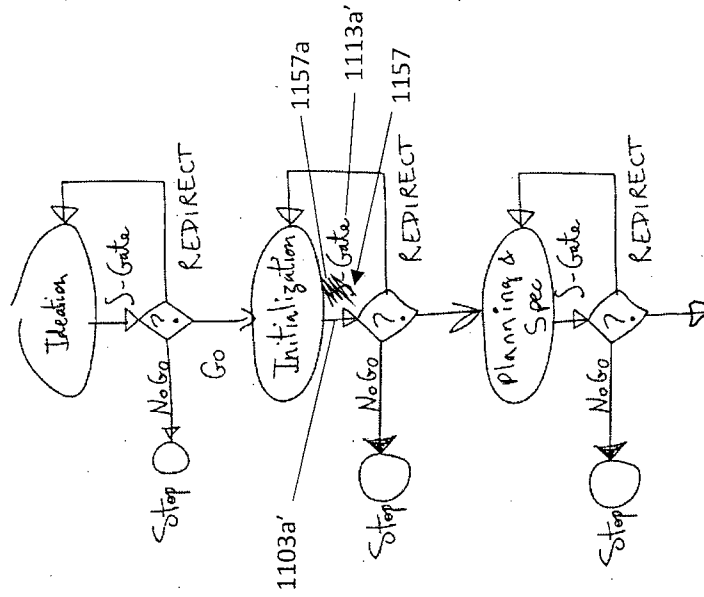 Ideation
S-Gate
?
NoGo
Stop
REDIRECT
Go
Initialization
1157a
1113a'
1157
1103a'
-Gate
?
NoGo
Stop
REDIRECT
Planning &
Spec
S-Gate
?
NoGo
Stop
REDIRECT